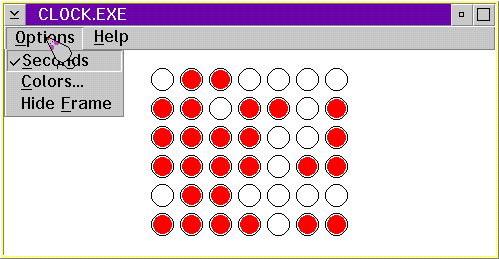 CLOCK.EXE
Options Help
Seconds
Colors...
Hide Frame